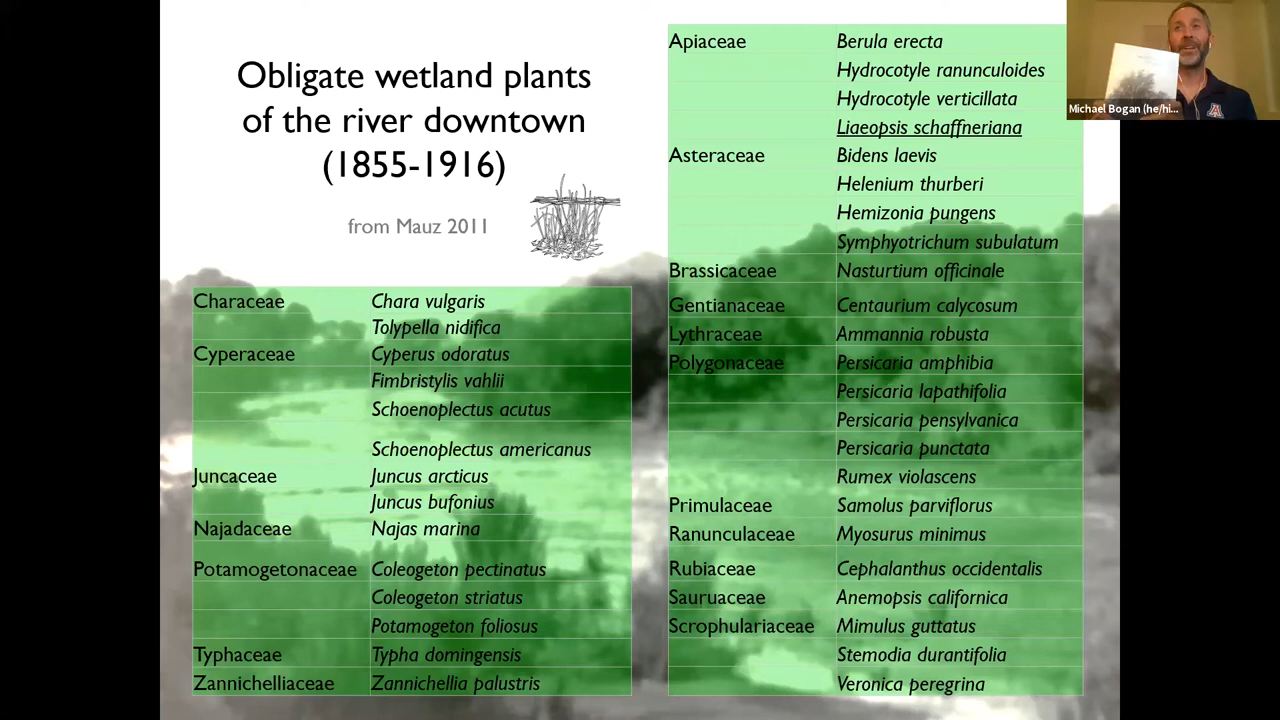 Obligate wetland plants
of the river downtown
(1855-1916)
from Mauz 2011
Characeae Chara vulgaris
Tolypella nidifica
Cyperaceae Cyperus odoratus
Fimbristylis vahlii
Schoenoplectus acutus
Schoenoplectus americanus
Juncaceae Juncus arcticus
Juncus bufonius
Najadaceae Najas marina
Potamogetonaceae Coleogeton pectinatus
Coleogeton striatus
Potamogeton foliosus
Typhaceae Typha domingensis
Zannichelliaceae Zannichellia palustris
Apiaceae Berula erecta
Hydrocotyle ranunculoides
Hydrocotyle verticillata
Liaeopsis schaffneriana
Asteraceae Bidens laevis
Helenium thurberi
Hemizonia pungens
Symphyotrichum subulatum
Brassicaceae Nasturtium officinale
Gentianaceae Centaurium calycosum
Lythraceae Ammannia robusta
Polygonaceae Persicaria amphibia
Persicaria lapathifolia
Persicaria pensylvanica
Persicaria punctata
Rumex violascens
Primulaceae Samolus parviflorus
Ranunculaceae Myosurus minimus
Rubiaceae Cephalanthus occidentalis
Sauruaceae Anemopsis californica
Scrophulariaceae Mimulus guttatus
Stemodia durantifolia
Veronica peregrina
Michael Bogan (he/hi...
A